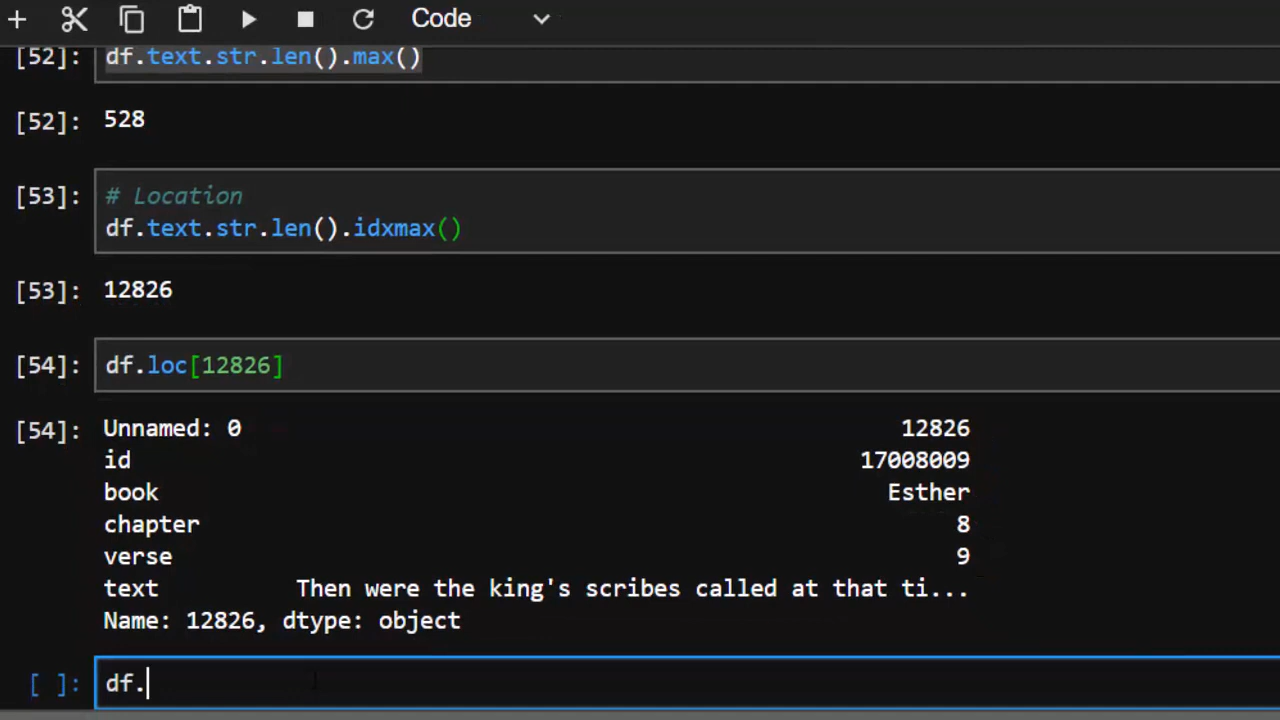 Code
[52]: df.text.str.len().max()
[52]: 528
[53]: # Location
df.text.str.len().idxmax()
[53]: 12826
[54]: df.loc[12826]
[54]: Unnamed: 0 12826
id 17008009
book Esther
chapter 8
verse 9
text Then were the king's scribes called at that ti...
Name: 12826, dtype: object
[ ]: df.